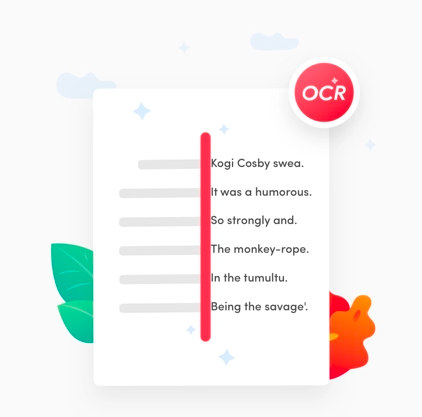 OCR
Kogi Cosby swea.
It was a humorous.
So strongly and.
The monkey-rope.
In the tumultu.
Being the savage'.